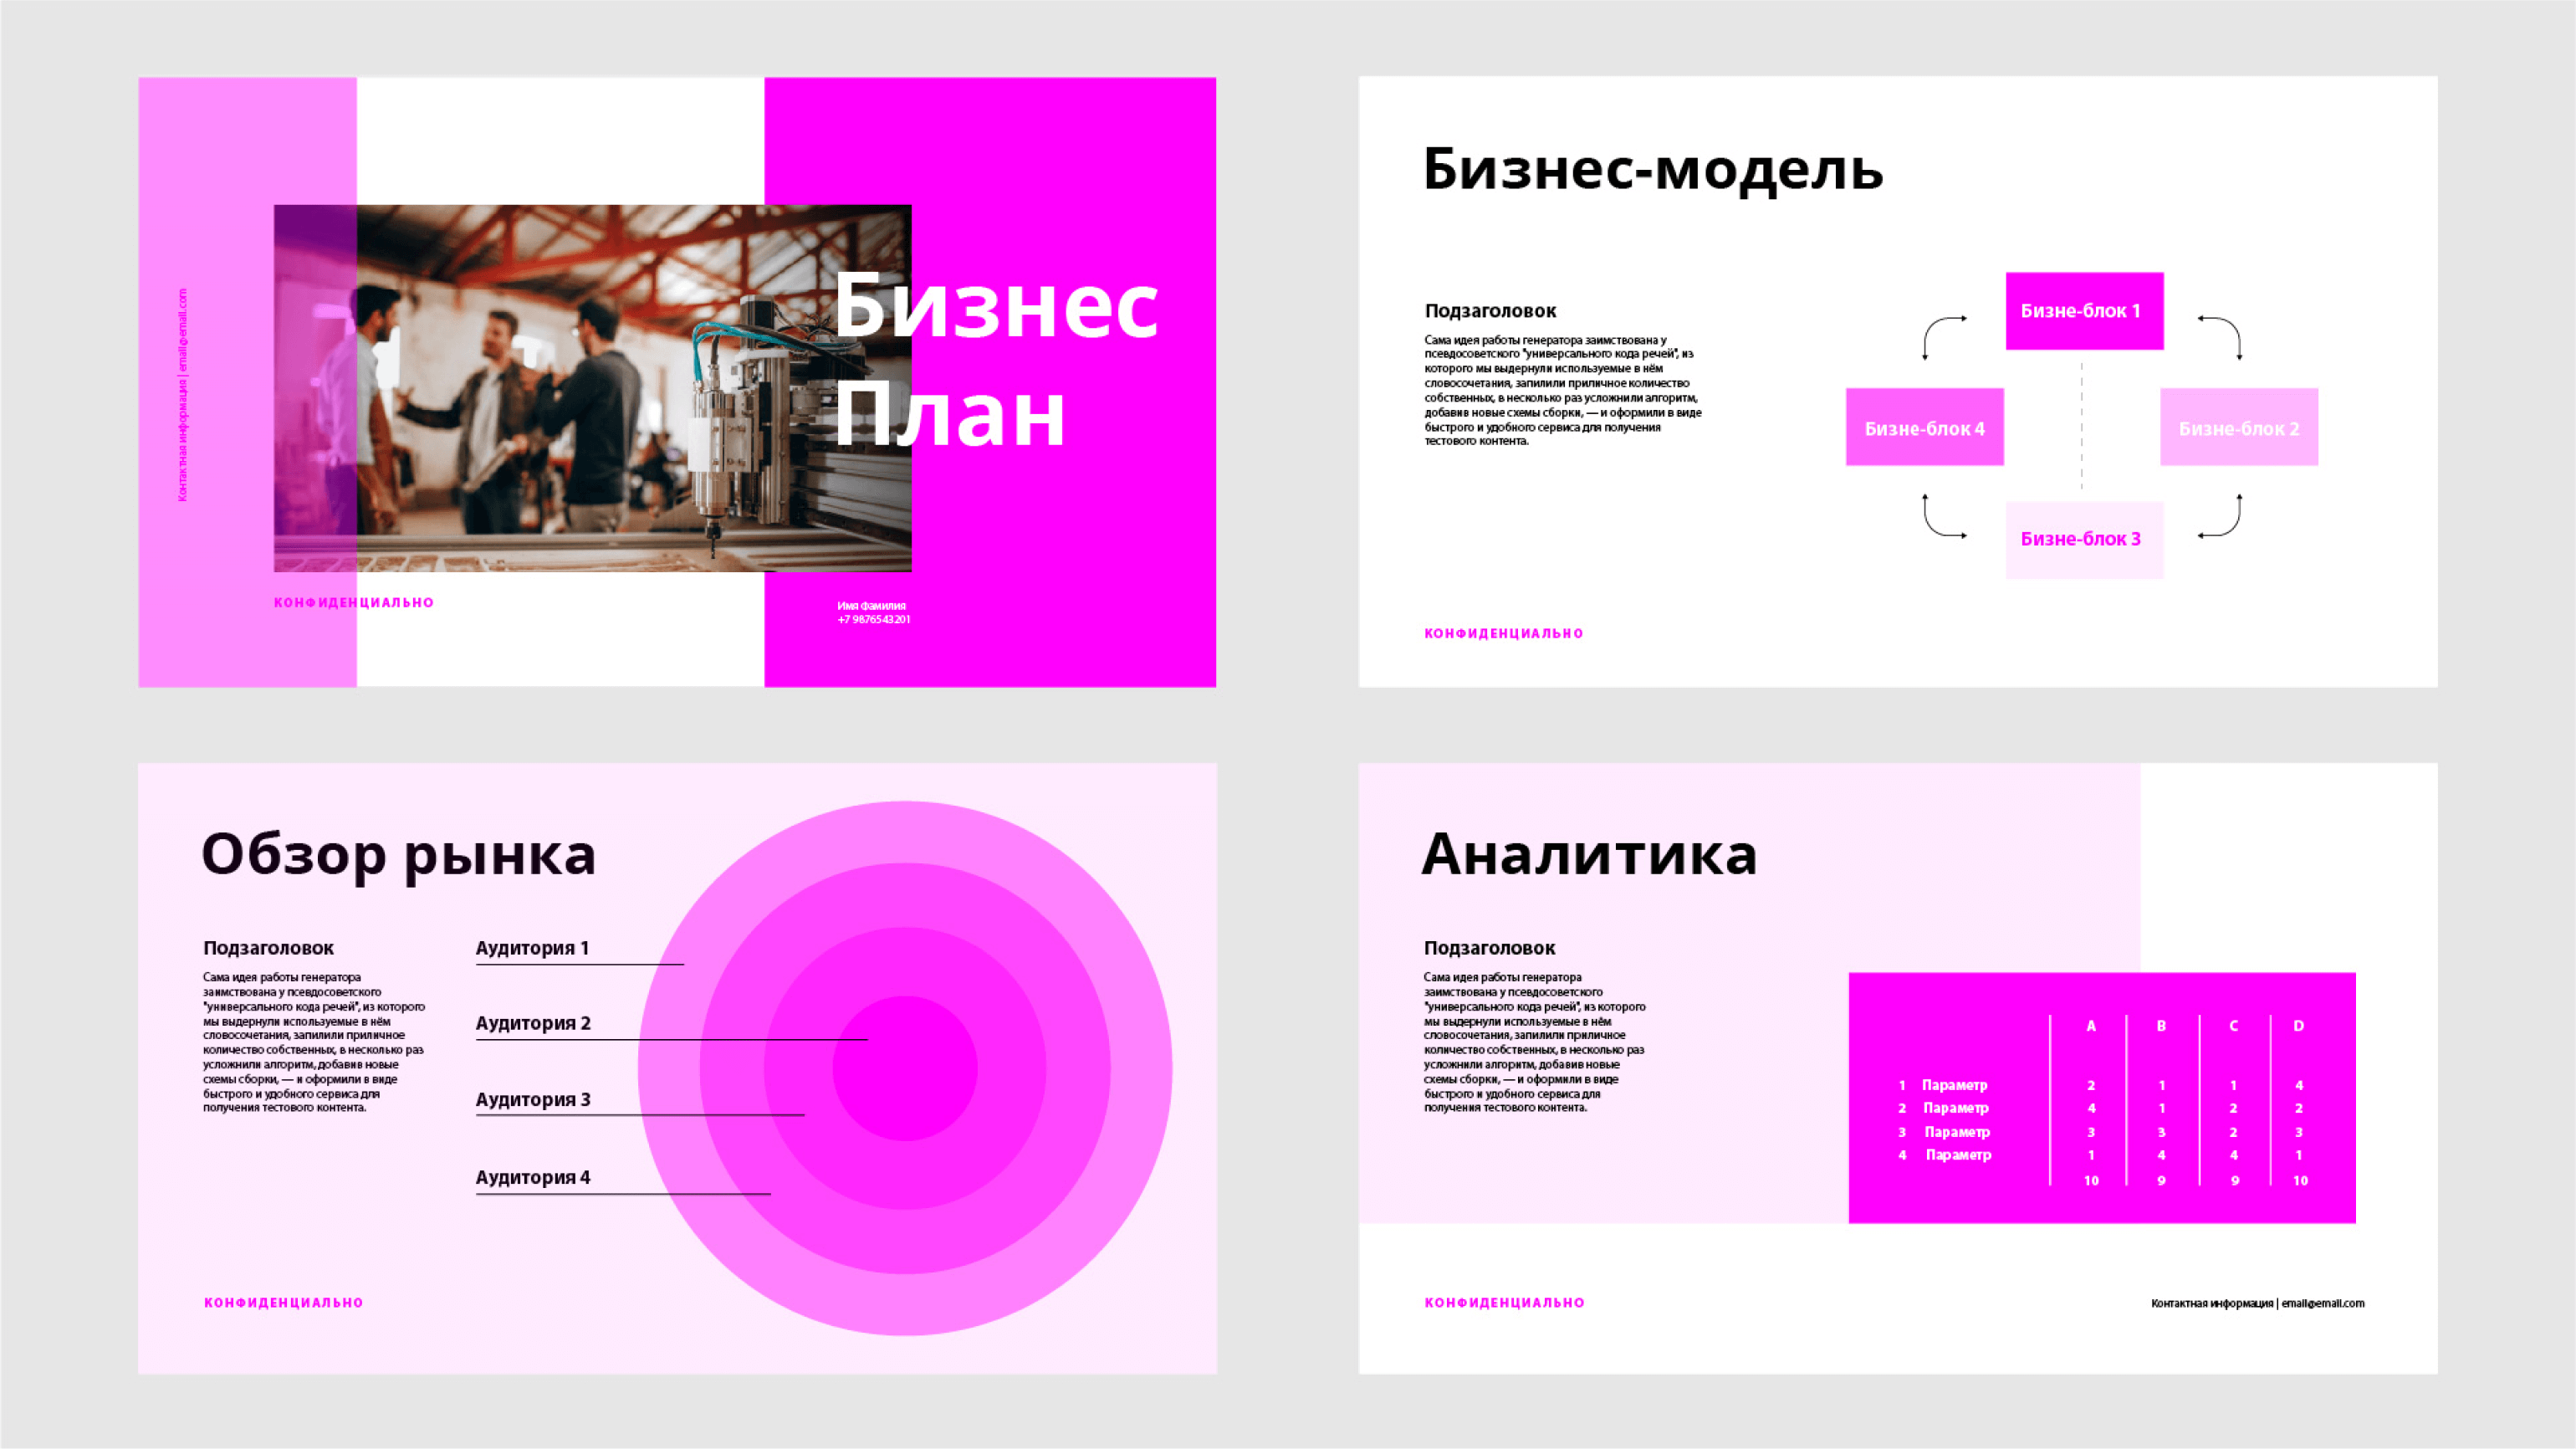 Контактная информация | email@email.com
Бизнес
План
КОНФИДЕНЦИАЛЬНО
Имя Фамилия
+7 9876543201
Бизнес-модель
Подзаголовок
Сама идея работы генератора заимствована у
псевдосоветского "универсального кода речей", из
которого мы выдернули используемые в нём
словосочетания, запилили приличное количество
собственных, в несколько раз усложнили алгоритм,
добавив новые схемы сборки, — и оформили в виде
быстрого и удобного сервиса для получения
тестового контента.
Бизне-блок 1
Бизне-блок 4
Бизне-блок 2
Бизне-блок 3
КОНФИДЕНЦИАЛЬНО
Обзор рынка
Подзаголовок
Сама идея работы генератора
заимствована у псевдосоветского
"универсального кода речей", из которого
мы выдернули используемые в нём
словосочетания, запилили приличное
количество собственных, в несколько раз
усложнили алгоритм, добавив новые
схемы сборки, — и оформили в виде
быстрого и удобного сервиса для
получения тестового контента.
Аудитория 1
Аудитория 2
Аудитория 3
Аудитория 4
КОНФИДЕНЦИАЛЬНО
Аналитика
Подзаголовок
Сама идея работы генератора
заимствована у псевдосоветского
"универсального кода речей", из которого
мы выдернули используемые в нём
словосочетания, запилили приличное
количество собственных, в несколько раз
усложнили алгоритм, добавив новые
схемы сборки, — и оформили в виде
быстрого и удобного сервиса для
получения тестового контента.
A B C D
1 Параметр 2 1 1 4
2 Параметр 4 1 2 2
3 Параметр 3 3 2 3
4 Параметр 1 4 4 1
10 9 9 10
КОНФИДЕНЦИАЛЬНО
Контактная информация | email@email.com